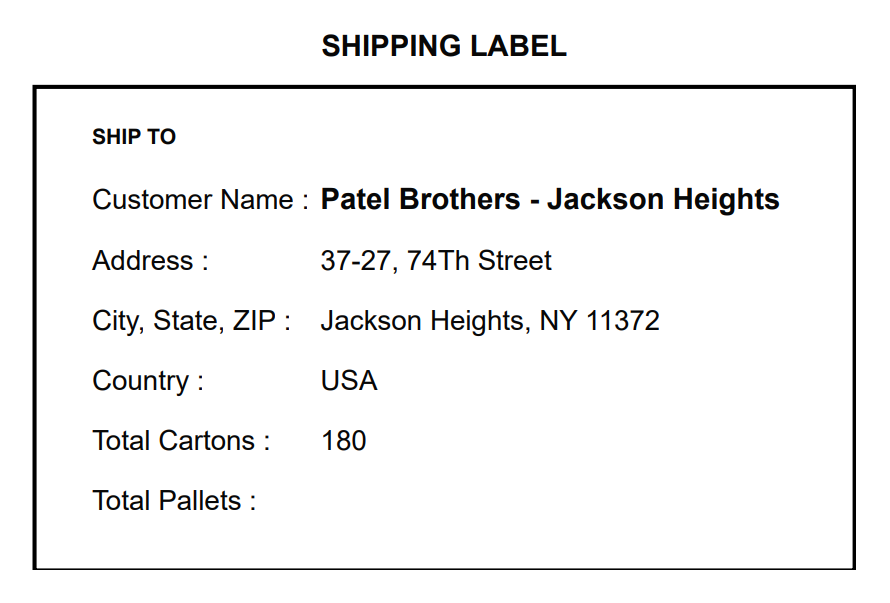 SHIPPING LABEL
SHIP TO
Customer Name : Patel Brothers - Jackson Heights
Address : 37-27, 74Th Street
City, State, ZIP : Jackson Heights, NY 11372
Country : USA
Total Cartons : 180
Total Pallets :